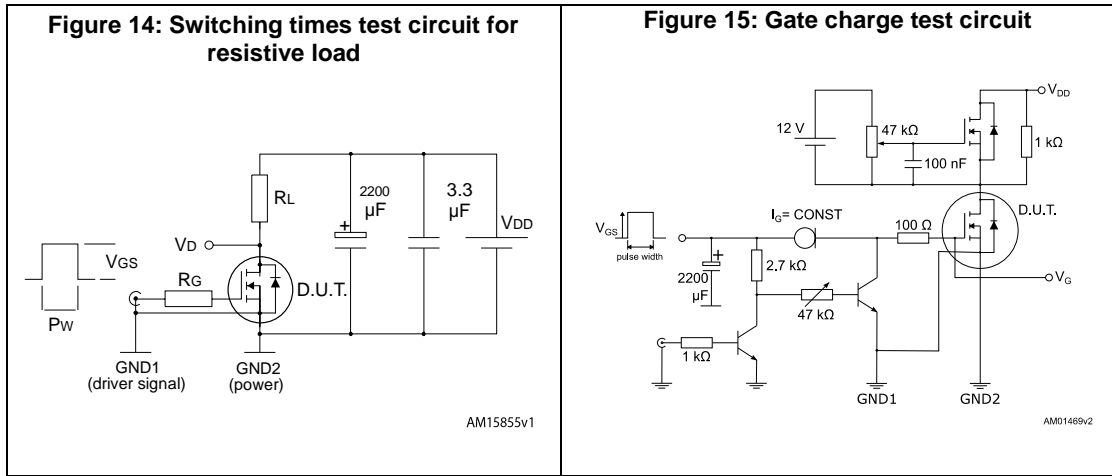 Figure 14: Switching times test circuit for
resistive load
RL
2200
µF
3.3
µF
VDD
VD
VGS
RG
D.U.T.
PW
GND1
(driver signal)
GND2
(power)
AM15855v1
Figure 15: Gate charge test circuit
VDD
12 V
47 kΩ
1 kΩ
100 nF
D.U.T.
IG= CONST
100 Ω
VGS
pulse width
2.7 kΩ
2200
µF
VG
47 kΩ
1 kΩ
GND1
GND2
AM01469v2